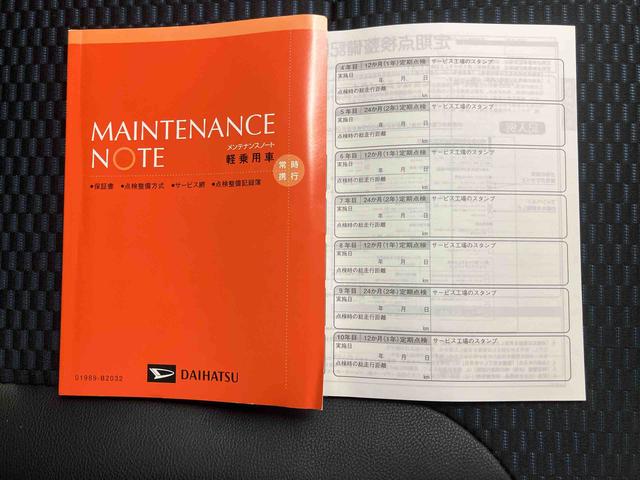 MAINTENANCE
NOTE
メンテナンスノート
軽乗用車
常時
携行
●保証書 ●点検整備方式 ●サービス網 ●点検整備記録簿
01989-B2032
DAIHATSU
4年目 12か月(1年)定期点検 サービス工場のスタンプ
実施日
年 月 日
点検時の総走行距離
km
5年目 24か月(2年)定期点検 サービス工場のスタンプ
実施日
年 月 日
点検時の総走行距離
km
6年目 12か月(1年)定期点検 サービス工場のスタンプ
実施日
年 月 日
点検時の総走行距離
km
7年目 24か月(2年)定期点検 サービス工場のスタンプ
実施日
年 月 日
点検時の総走行距離
km
8年目 12か月(1年)定期点検 サービス工場のスタンプ
実施日
年 月 日
点検時の総走行距離
km
9年目 24か月(2年)定期点検 サービス工場のスタンプ
実施日
年 月 日
点検時の総走行距離
km
10年目 12か月(1年)定期点検 サービス工場のスタンプ
実施日
年 月 日
点検時の総走行距離
km